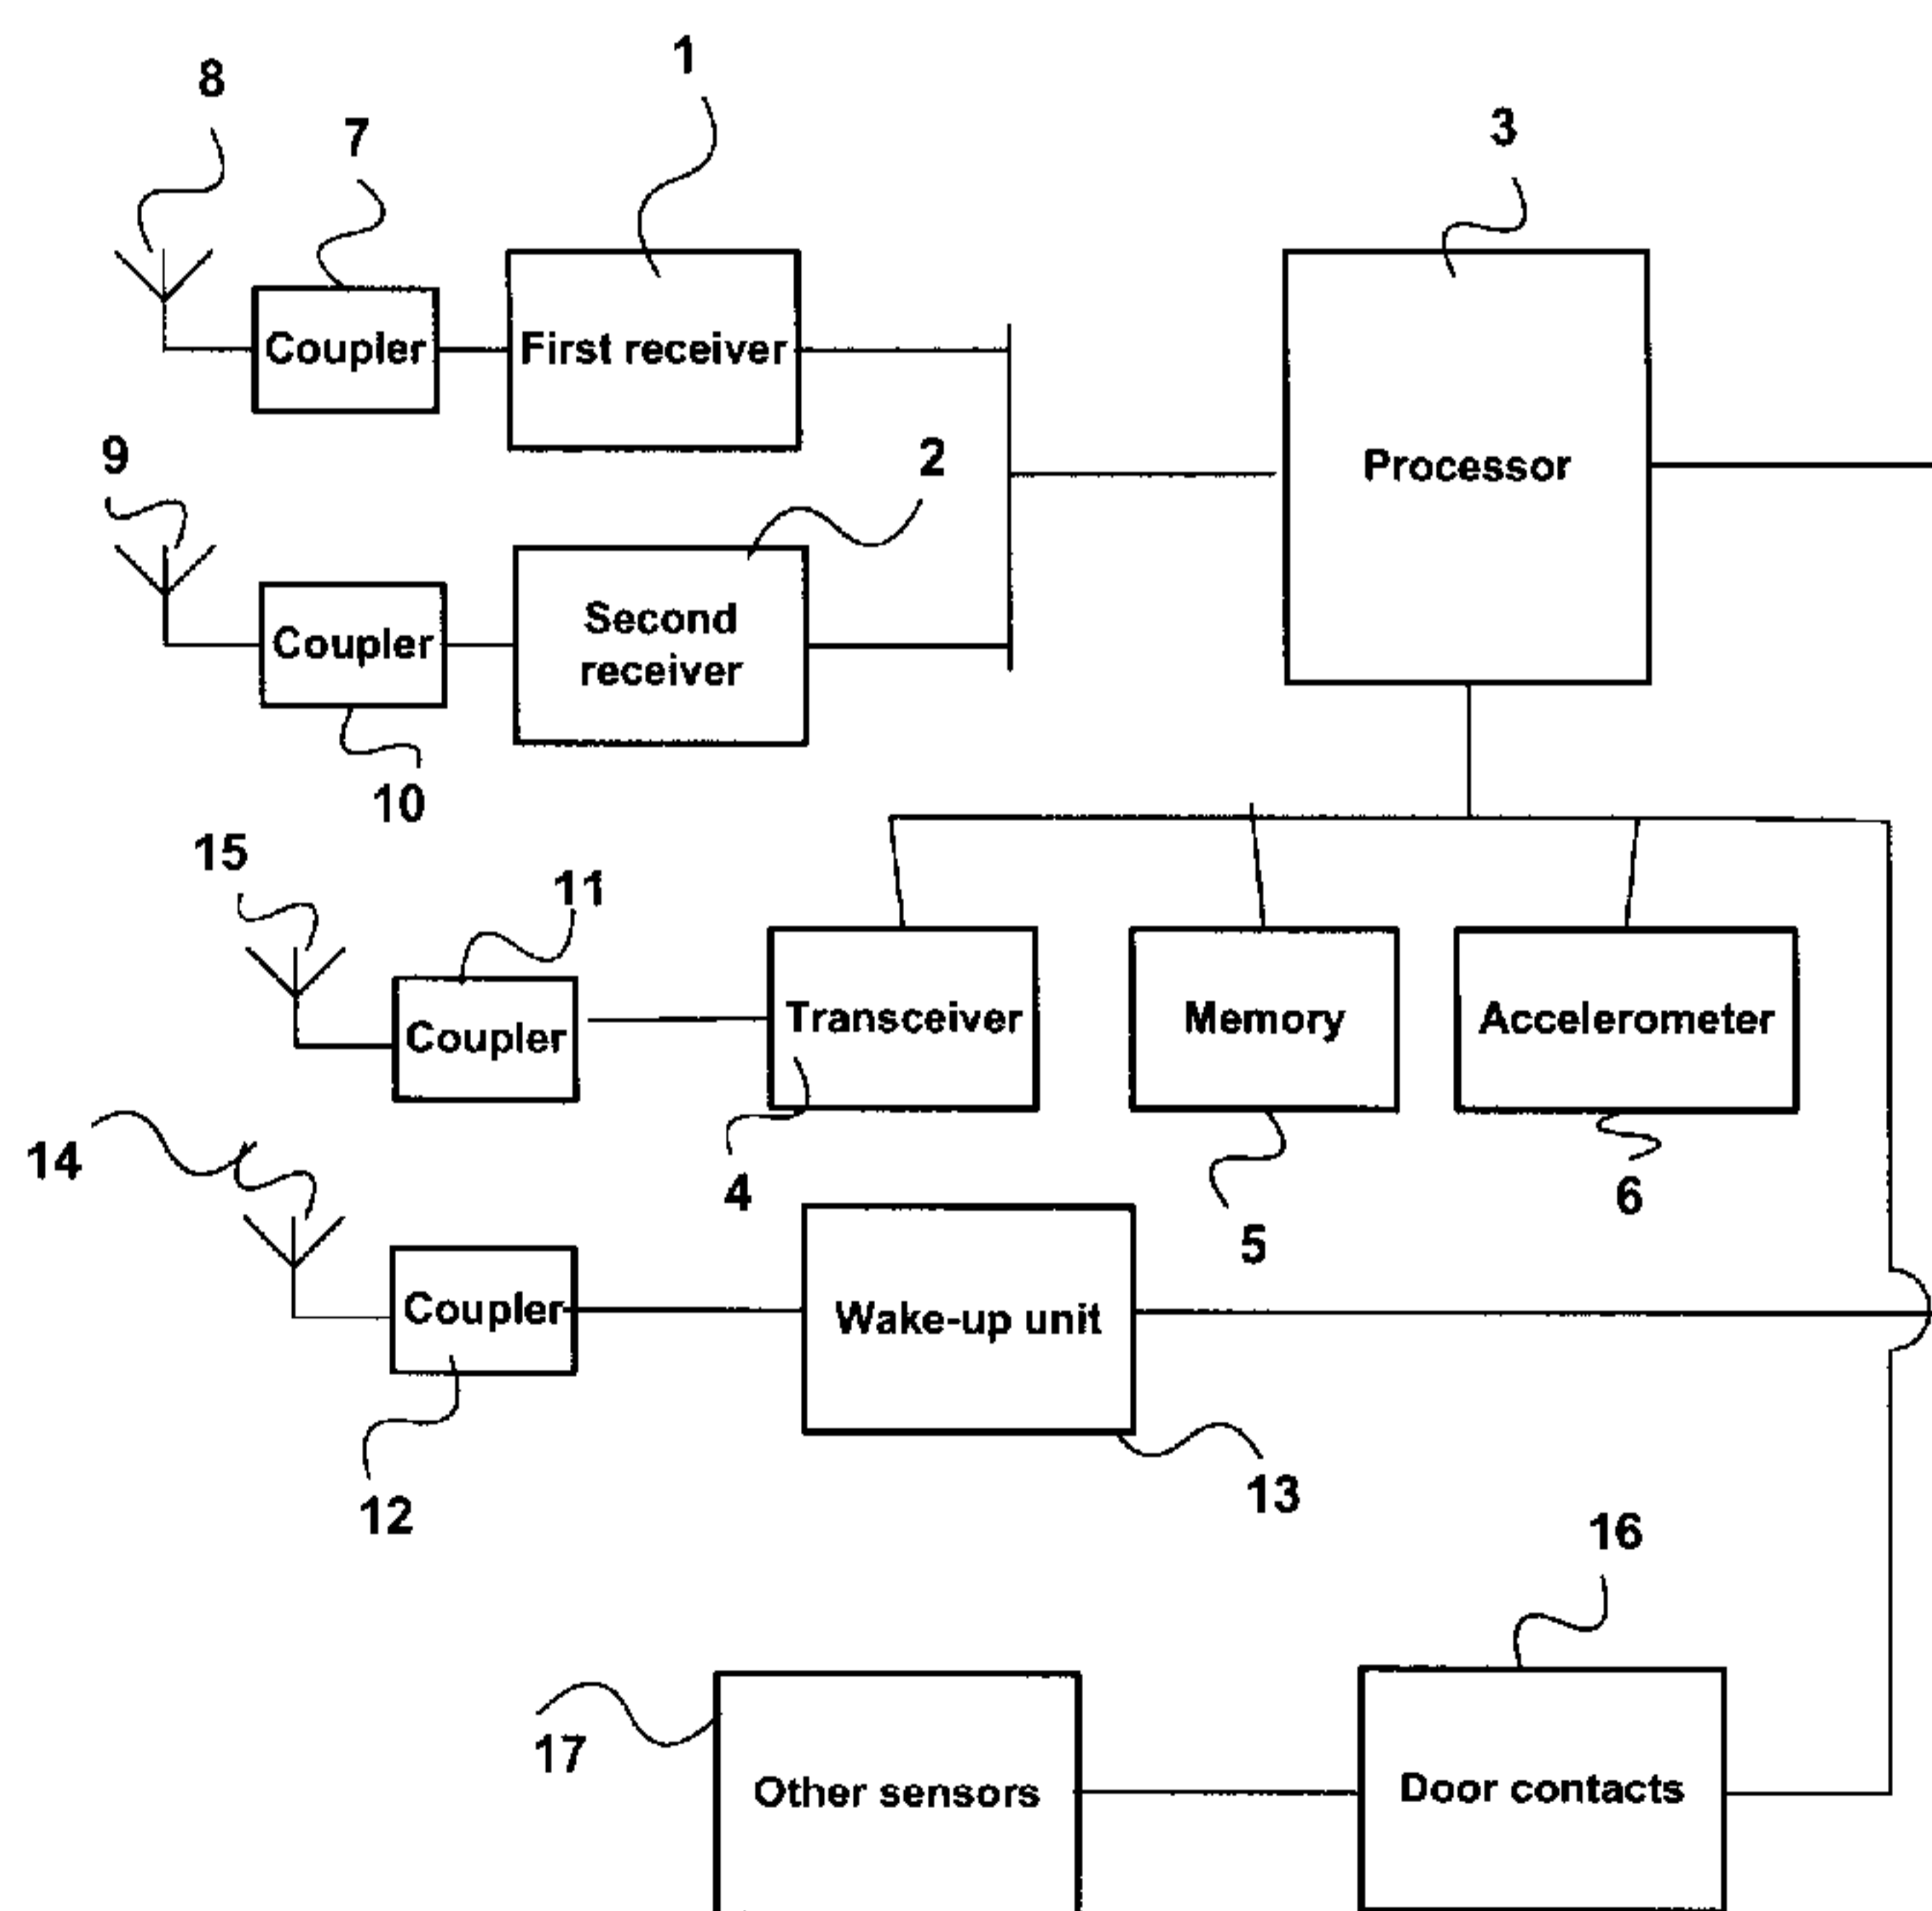 1
8
3
7
Coupler
First receiver
9
2
Processor
Second
receiver
Coupler
10
15
11
Transceiver
Memory
Accelerometer
Coupler
14
4
6
5
Coupler
Wake-up unit
13
12
16
17
Other sensors
Door contacts